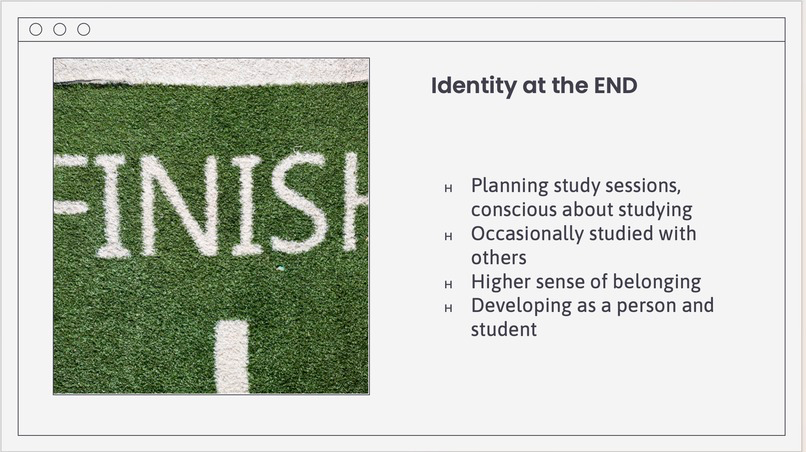 Identity at the END
FINISH
H Planning study sessions,
conscious about studying
H Occasionally studied with
others
H Higher sense of belonging
H Developing as a person and
student